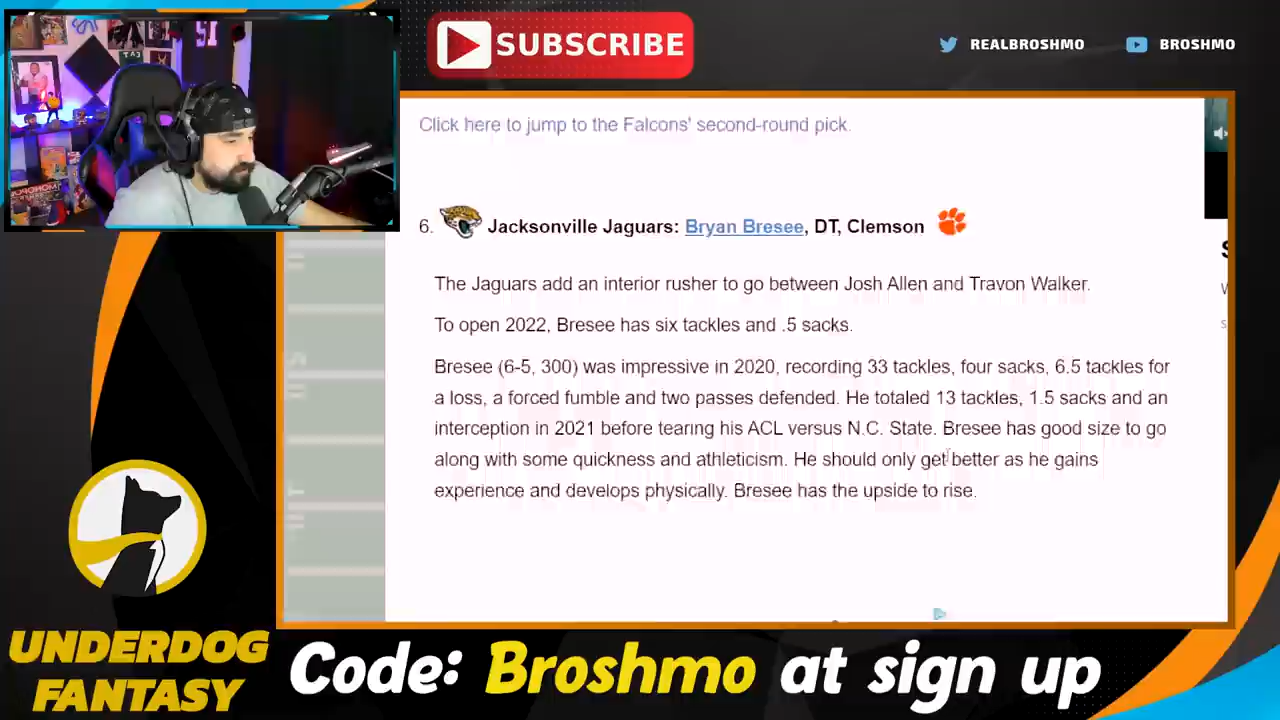 SUBSCRIBE
REALBROSHMO
BROSHMO
Click here to jump to the Falcons' second-round pick.
6. Jacksonville Jaguars: Bryan Bresee, DT, Clemson
The Jaguars add an interior rusher to go between Josh Allen and Travon Walker.
To open 2022, Bresee has six tackles and .5 sacks.
Bresee (6-5, 300) was impressive in 2020, recording 33 tackles, four sacks, 6.5 tackles for
a loss, a forced fumble and two passes defended. He totaled 13 tackles, 1.5 sacks and an
interception in 2021 before tearing his ACL versus N.C. State. Bresee has good size to go
along with some quickness and athleticism. He should only get better as he gains
experience and develops physically. Bresee has the upside to rise.
UNDERDOG
FANTASY
Code: Broshmo at sign up